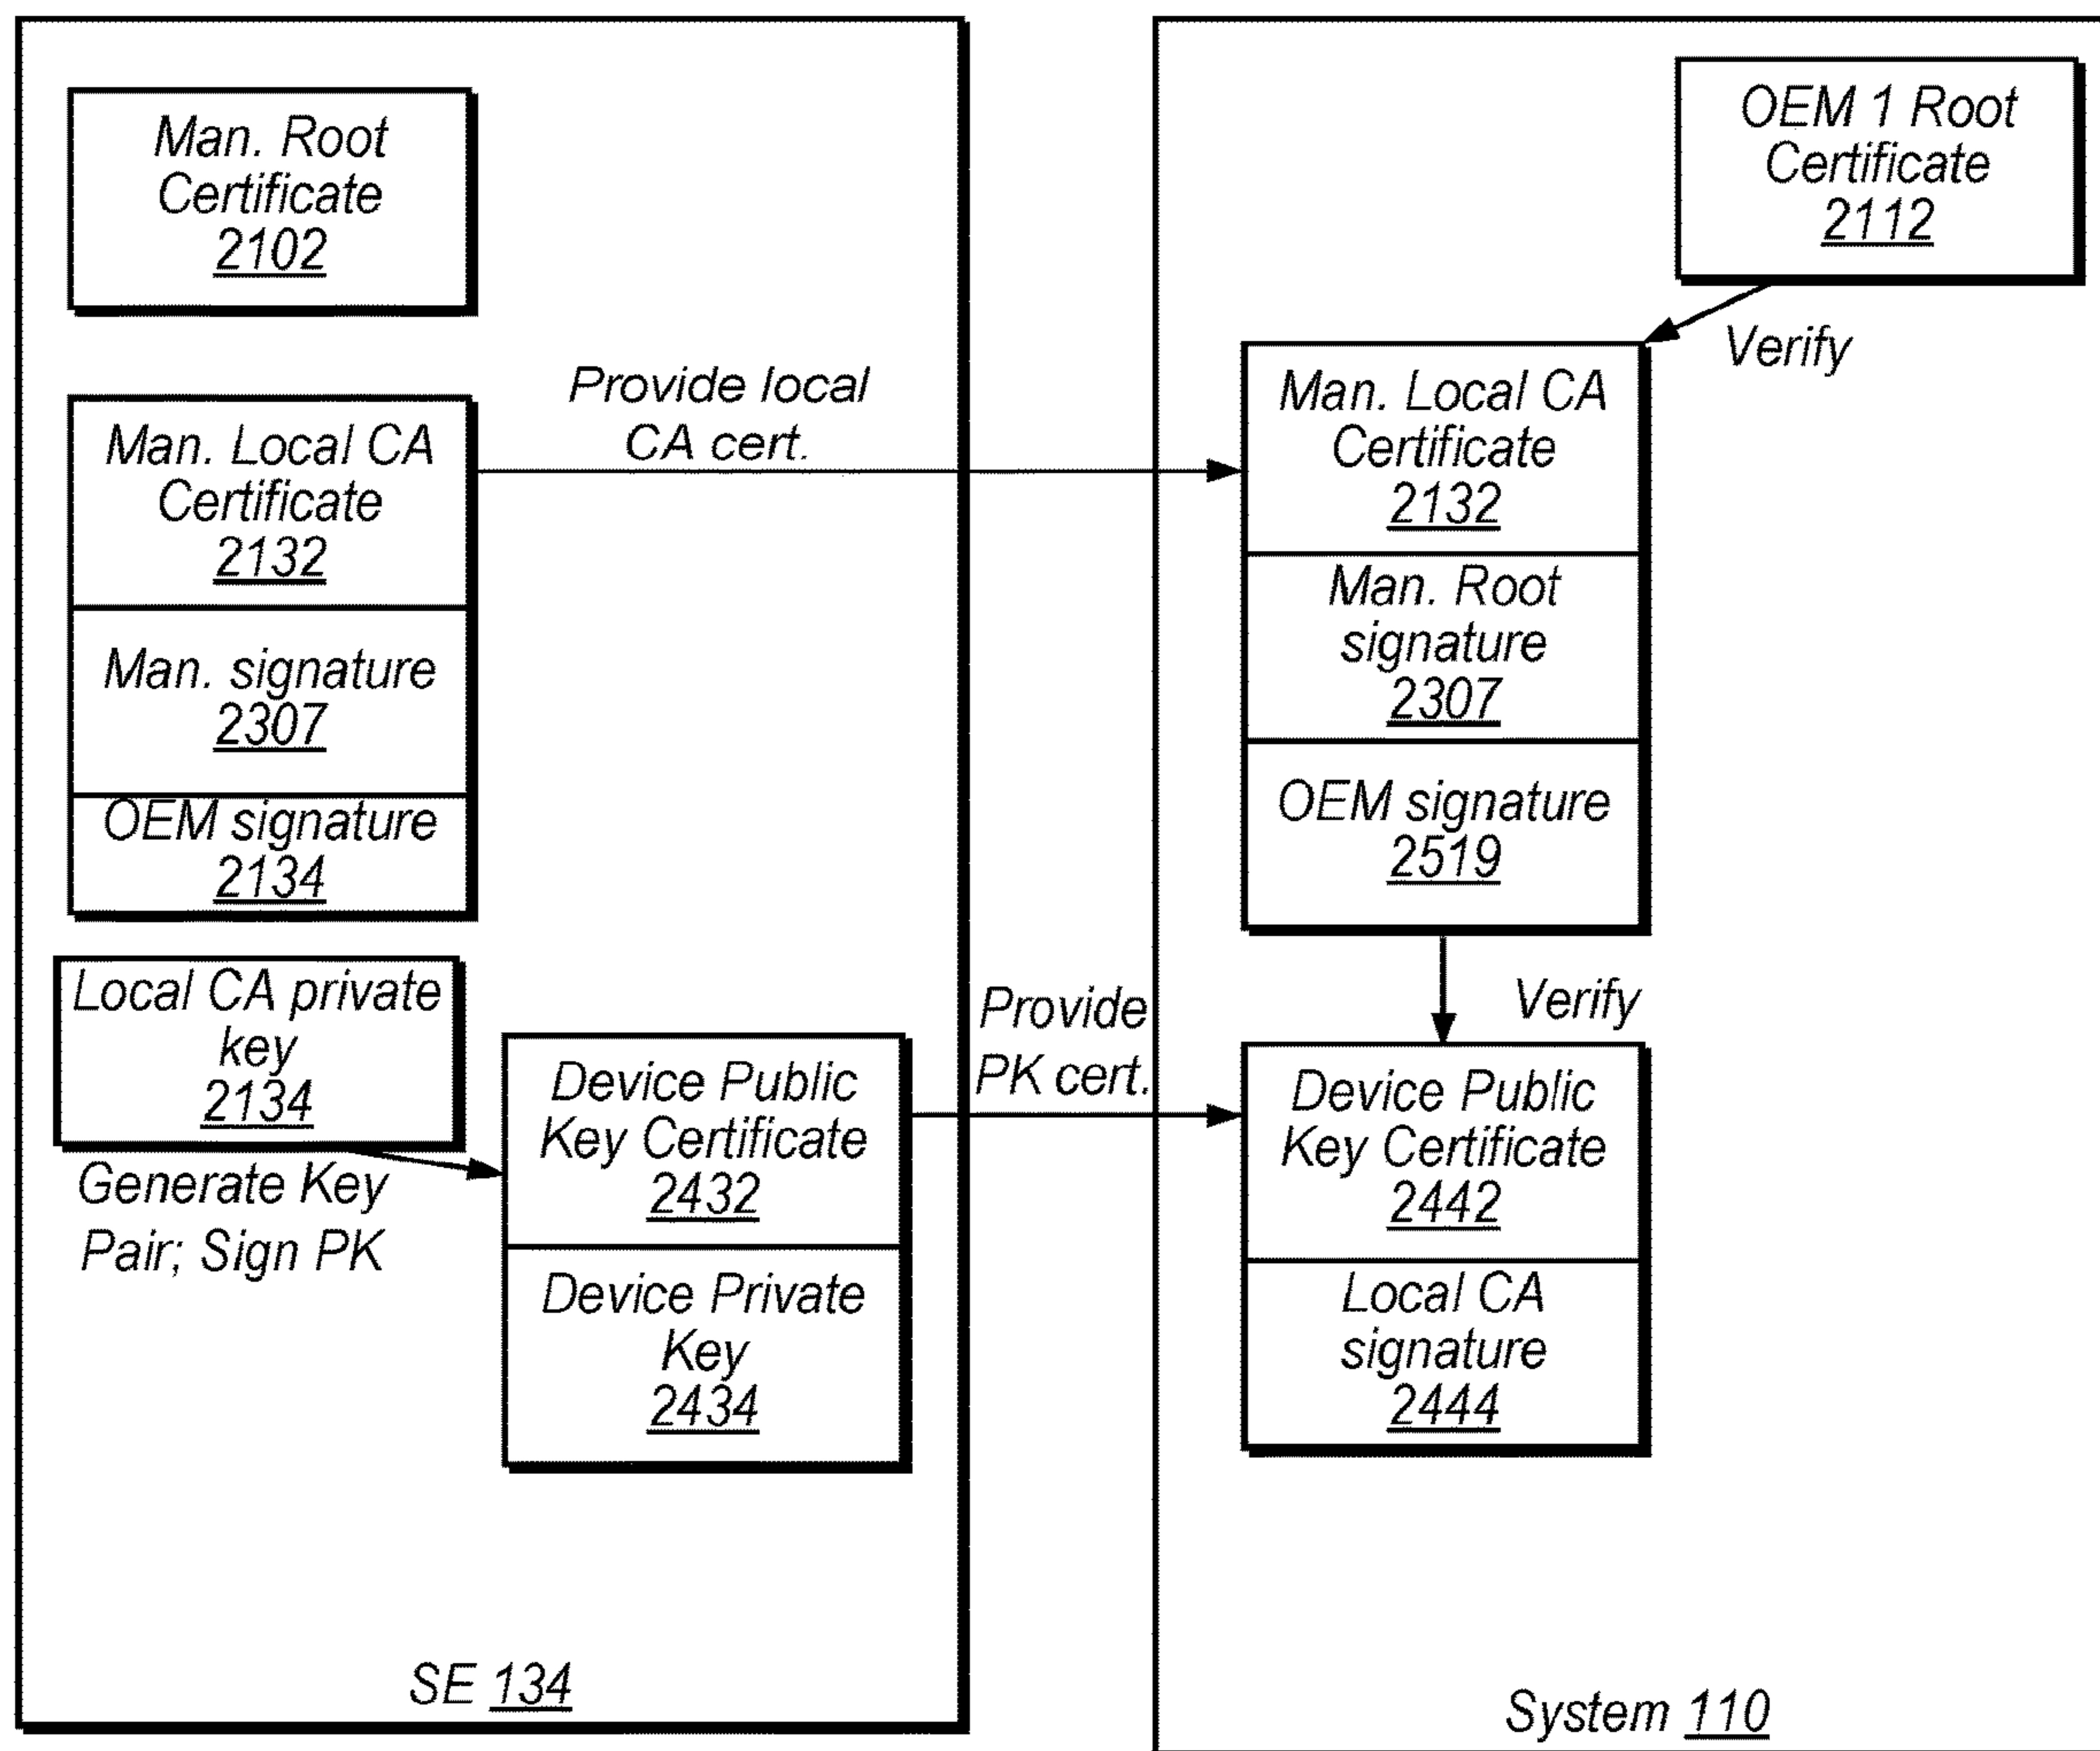 Man. Root
Certificate
2102
Man. Local CA
Certificate
2132
Man. signature
2307
OEM signature
2134
Local CA private
key
2134
Generate Key
Pair; Sign PK
Device Public
Key Certificate
2432
Device Private
Key
2434
SE 134
Provide local
CA cert.
Provide
PK cert.
OEM 1 Root
Certificate
2112
Verify
Man. Local CA
Certificate
2132
Man. Root
signature
2307
OEM signature
2519
Verify
Device Public
Key Certificate
2442
Local CA
signature
2444
System 110